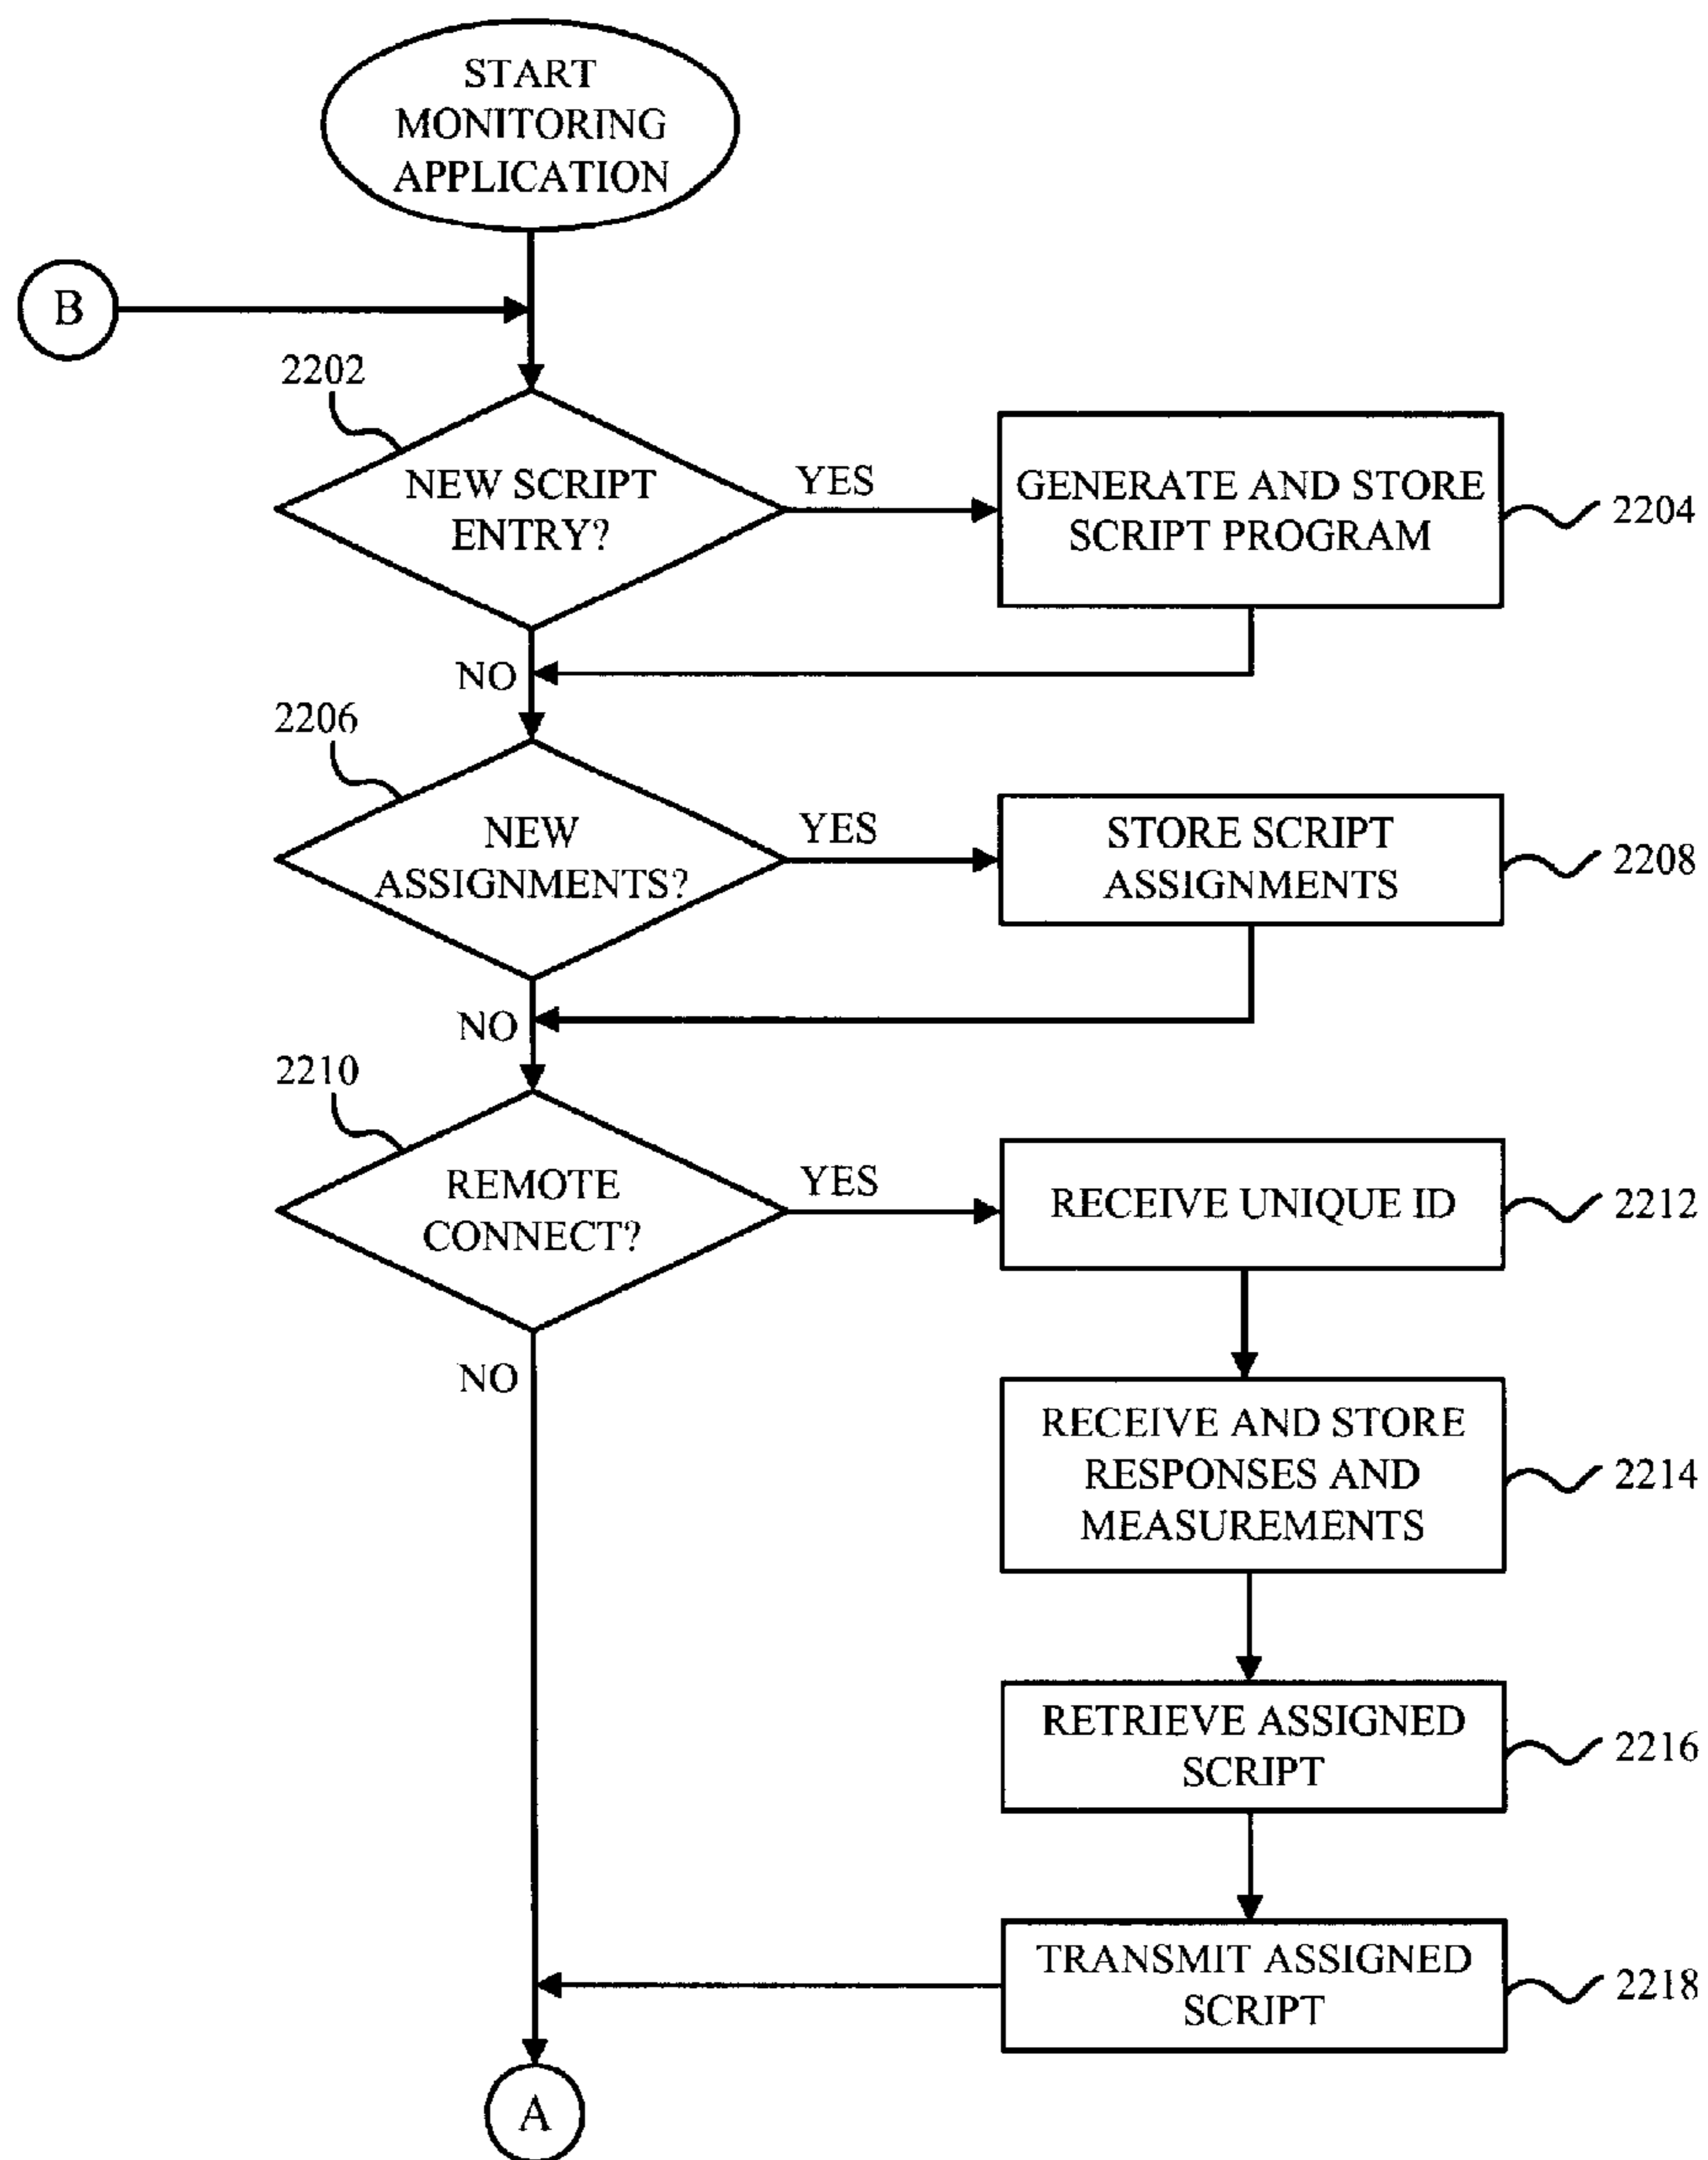 START
MONITORING
APPLICATION
B
2202
NEW SCRIPT
ENTRY?
YES
GENERATE AND STORE
SCRIPT PROGRAM
2204
NO
2206
NEW
ASSIGNMENTS?
YES
STORE SCRIPT
ASSIGNMENTS
2208
NO
2210
REMOTE
CONNECT?
YES
RECEIVE UNIQUE ID
2212
NO
RECEIVE AND STORE
RESPONSES AND
MEASUREMENTS
2214
RETRIEVE ASSIGNED
SCRIPT
2216
TRANSMIT ASSIGNED
SCRIPT
2218
A